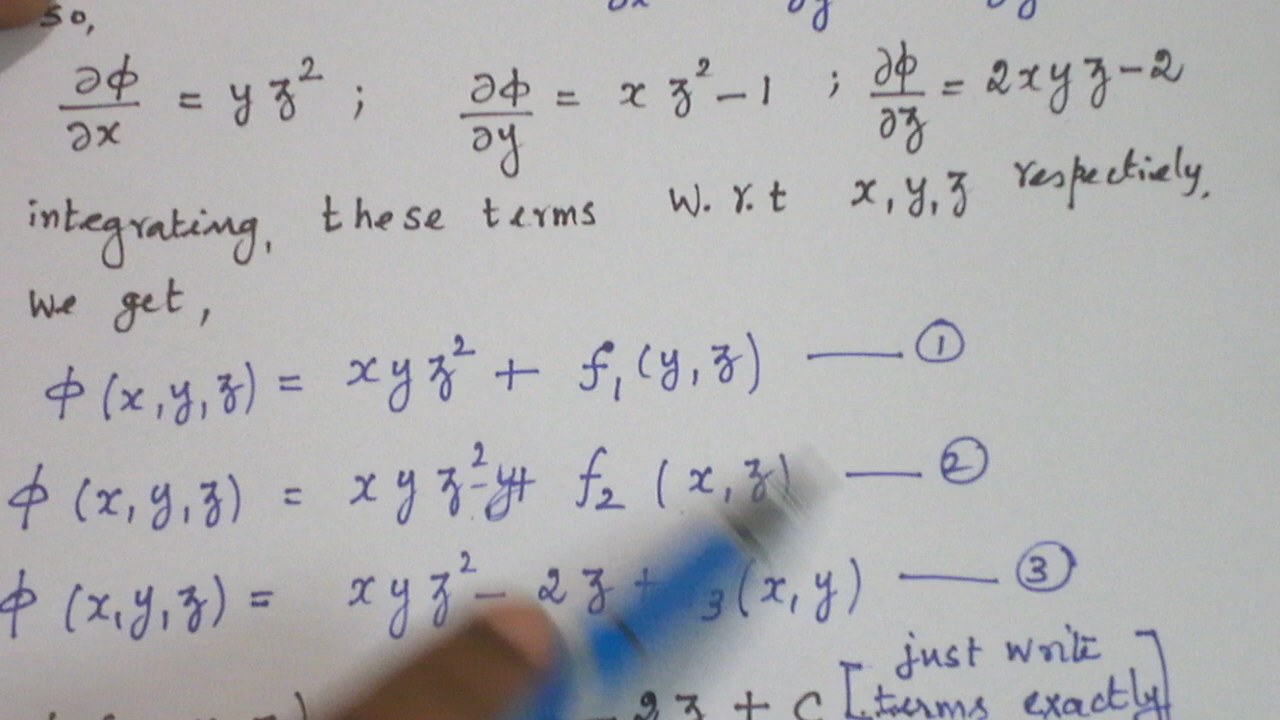 so,
∂φ/∂x = yz² ; ∂φ/∂y = xz² - 1 ; ∂φ/∂z = 2xyz - 2
integrating, these terms w.r.t x, y, z respectiely,
we get,
φ(x, y, z) = xyz² + f₁(y, z) —— ①
φ(x, y, z) = xyz² - y + f₂(x, z) —— ②
φ(x, y, z) = xyz² - 2z + ₃(x, y) —— ③
2z + c [just write
terms exactly]